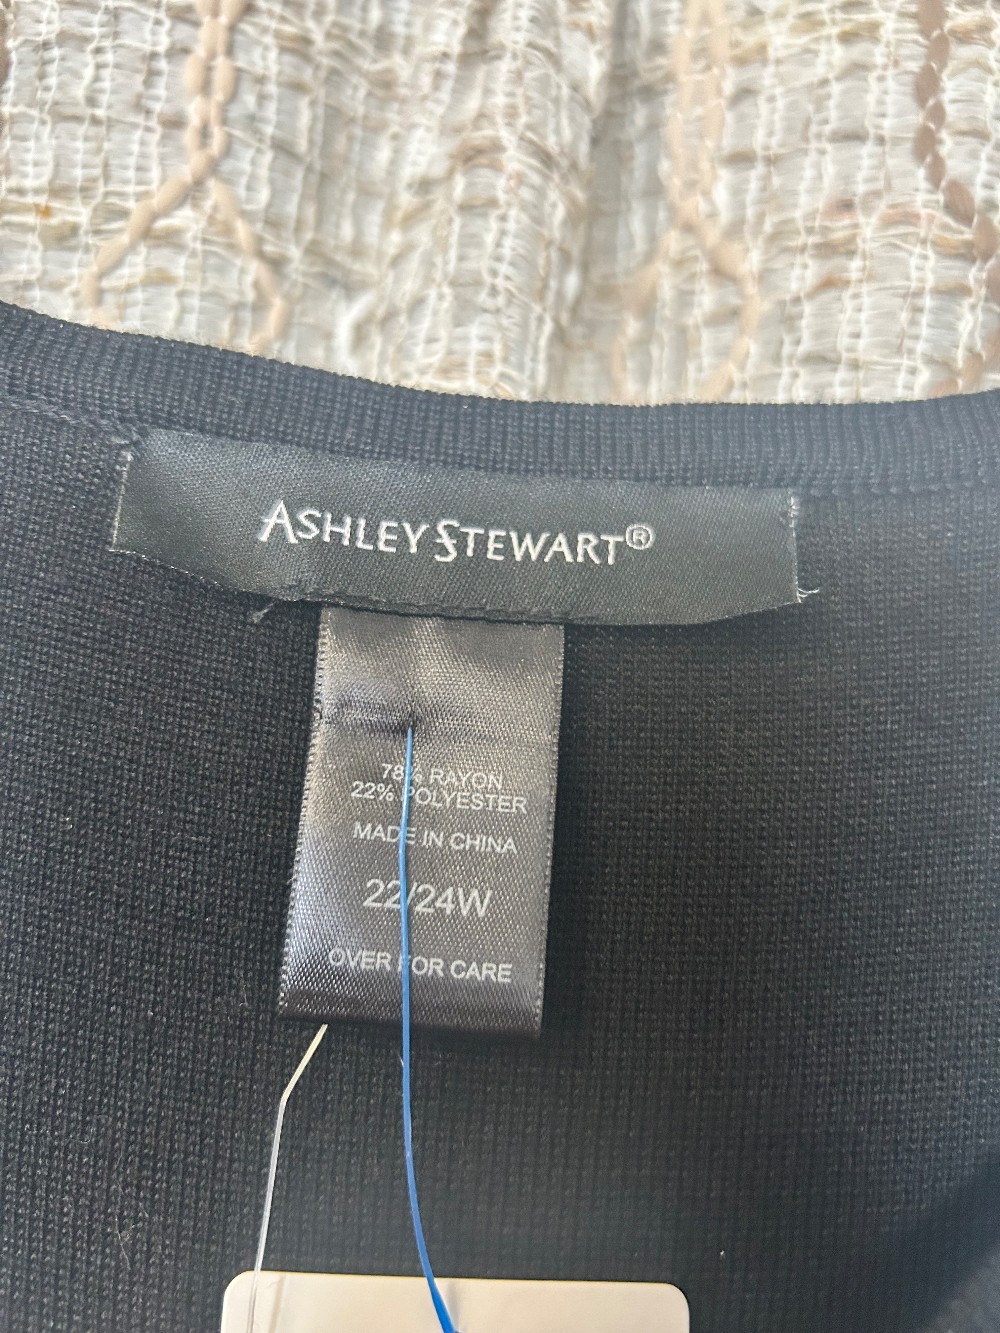 ASHLEY STEWART®
78% RAYON
22% POLYESTER
MADE IN CHINA
22/24W
OVER FOR CARE